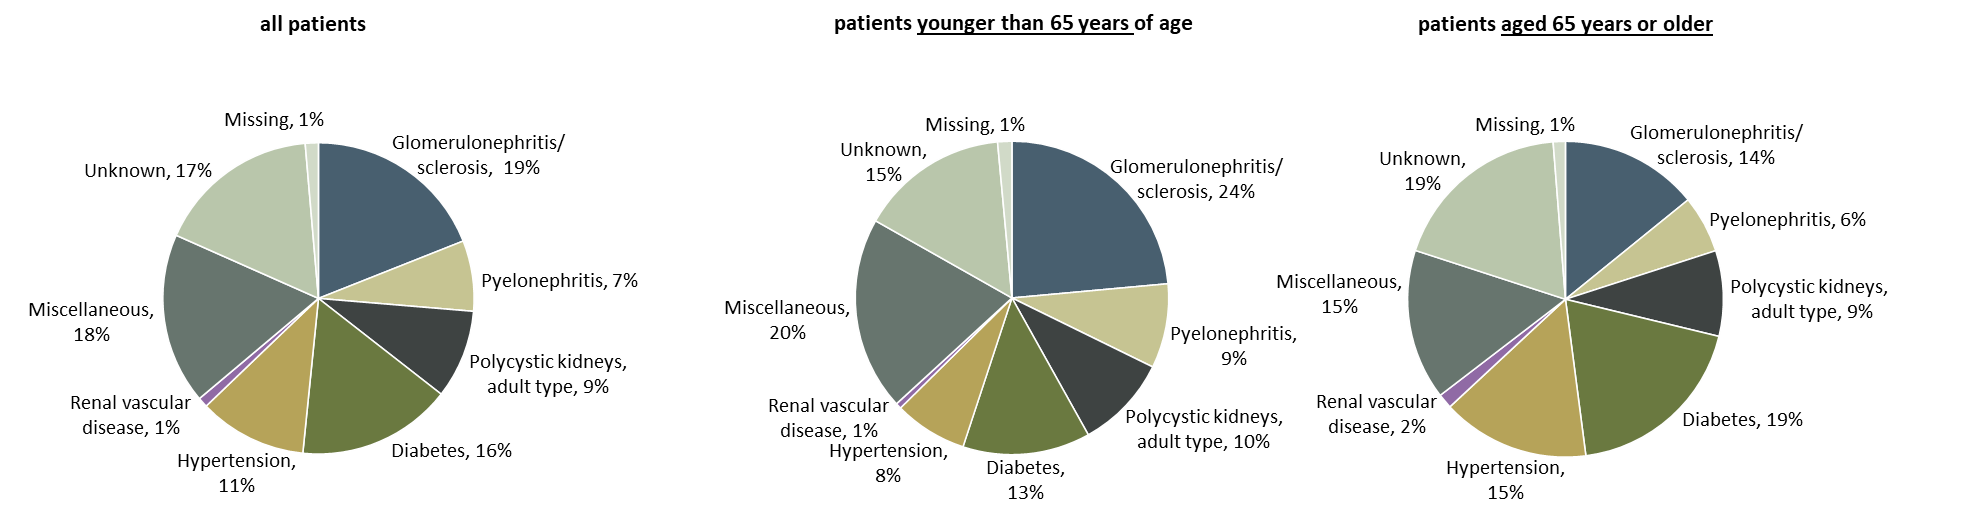 all patients
Missing, 1%
Glomerulonephritis/
sclerosis, 19%
Unknown, 17%
Pyelonephritis, 7%
Miscellaneous,
18%
Polycystic kidneys,
adult type, 9%
Renal vascular
disease, 1%
Diabetes, 16%
Hypertension,
11%
patients younger than 65 years of age
Missing, 1%
Unknown,
15%
Glomerulonephritis/
sclerosis, 24%
Miscellaneous,
20%
Pyelonephritis,
9%
Renal vascular
disease, 1%
Polycystic kidneys,
adult type, 10%
Hypertension,
8%
Diabetes,
13%
patients aged 65 years or older
Missing, 1%
Glomerulonephritis/
sclerosis, 14%
Unknown,
19%
Pyelonephritis, 6%
Miscellaneous,
15%
Polycystic kidneys,
adult type, 9%
Renal vascular
disease, 2%
Diabetes, 19%
Hypertension,
15%